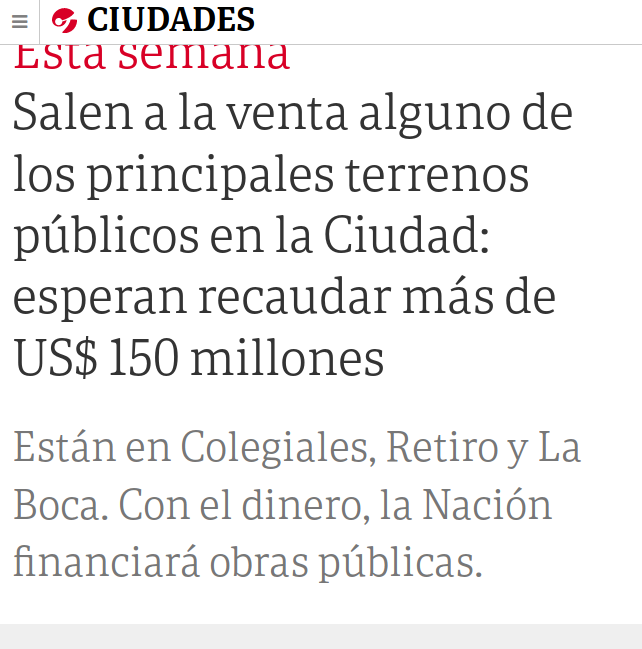 CIUDADES
Esta semana
Salen a la venta alguno de
los principales terrenos
públicos en la Ciudad:
esperan recaudar más de
US$ 150 millones
Están en Colegiales, Retiro y La
Boca. Con el dinero, la Nación
financiará obras públicas.